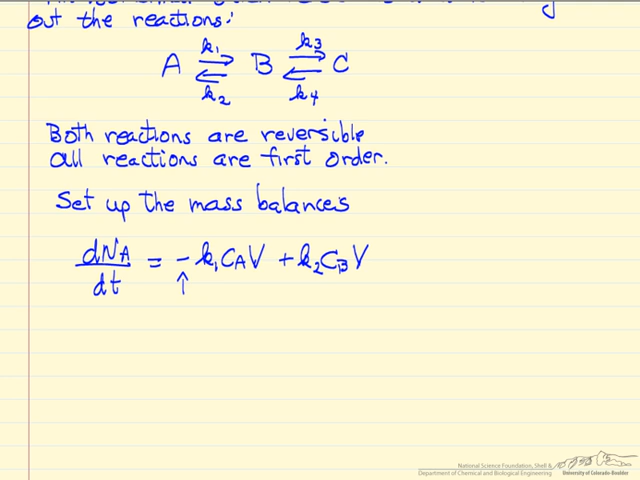 out the reactions:
A k1 ⇌ k2 B k3 ⇌ k4 C
Both reactions are reversible
all reactions are first order.
Set up the mass balances
dNA/dt = -k1CAV + k2CBV
↑
National Science Foundation, Shell &
Department of Chemical and Biological Engineering
University of Colorado-Boulder